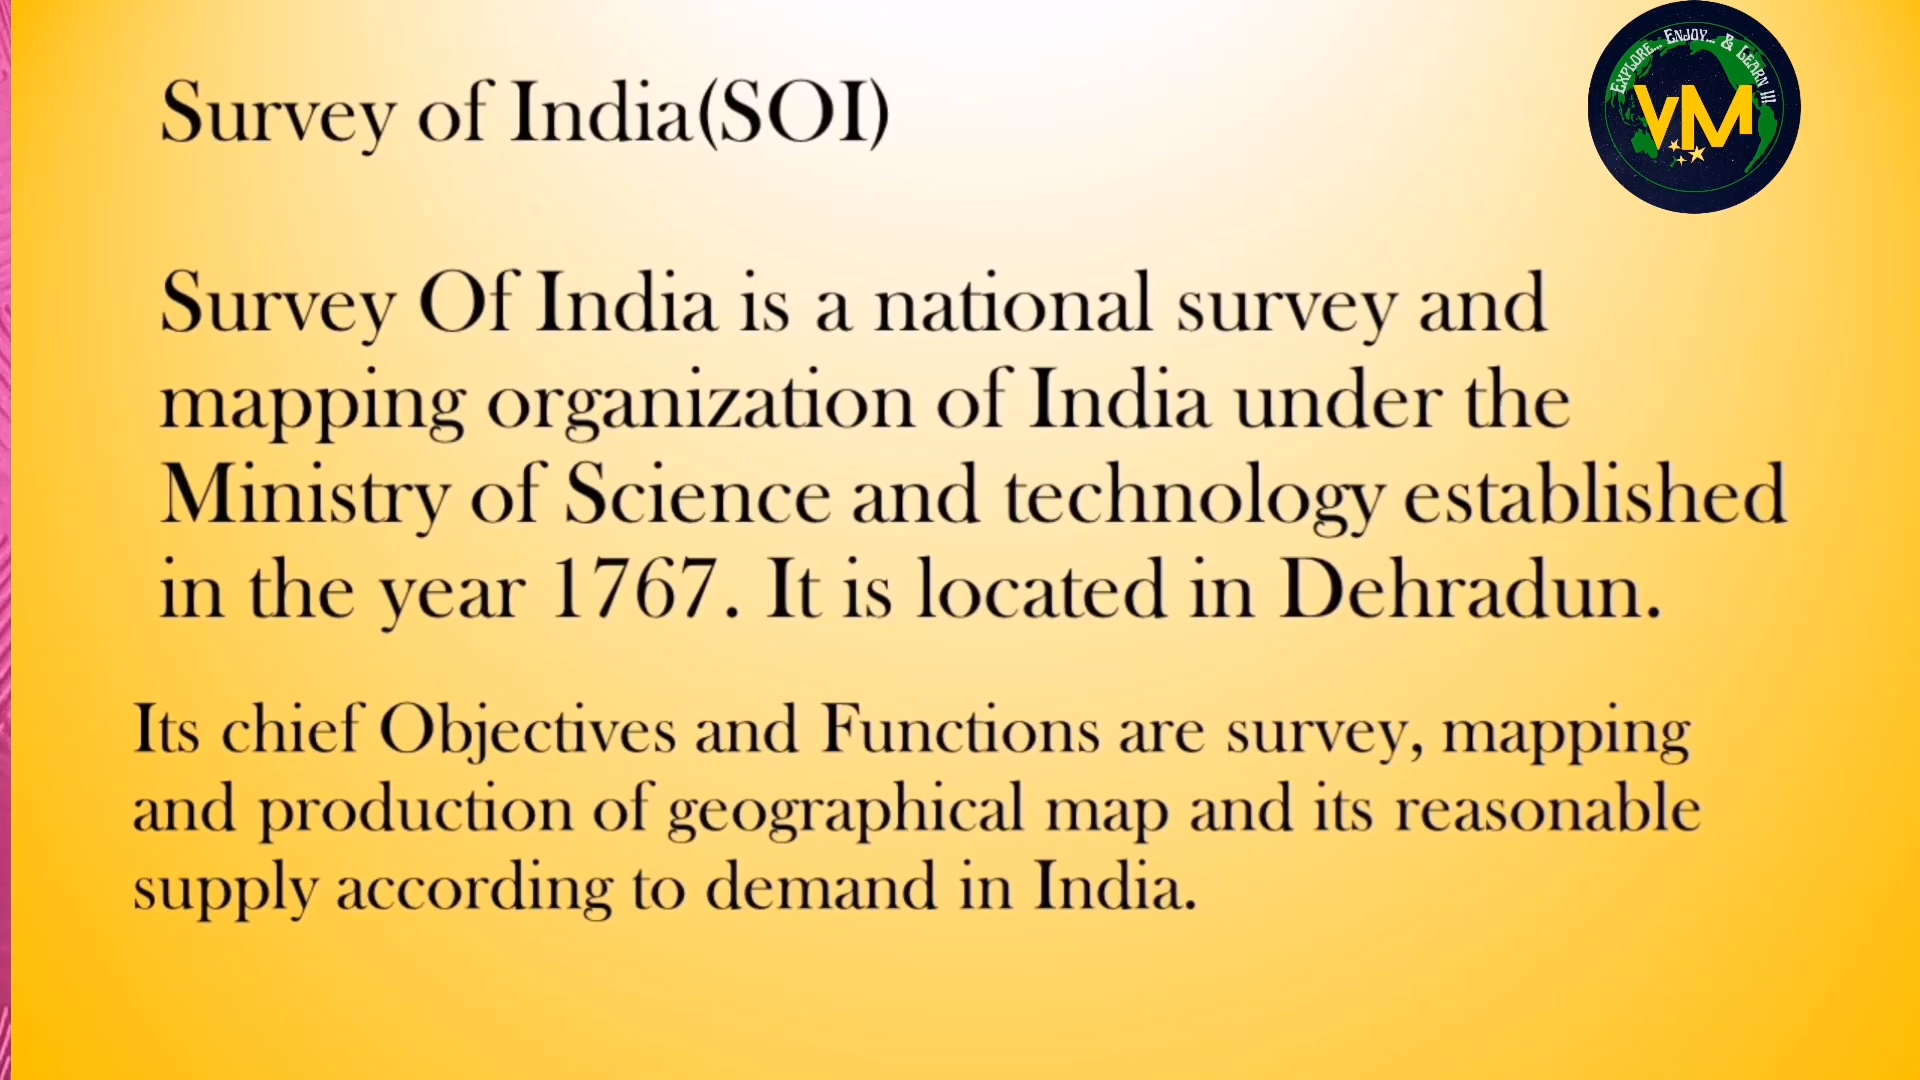 Survey of India(SOI)
EXPLORE... ENJOY... & LEARN !!!
VM
Survey Of India is a national survey and
mapping organization of India under the
Ministry of Science and technology established
in the year 1767. It is located in Dehradun.
Its chief Objectives and Functions are survey, mapping
and production of geographical map and its reasonable
supply according to demand in India.